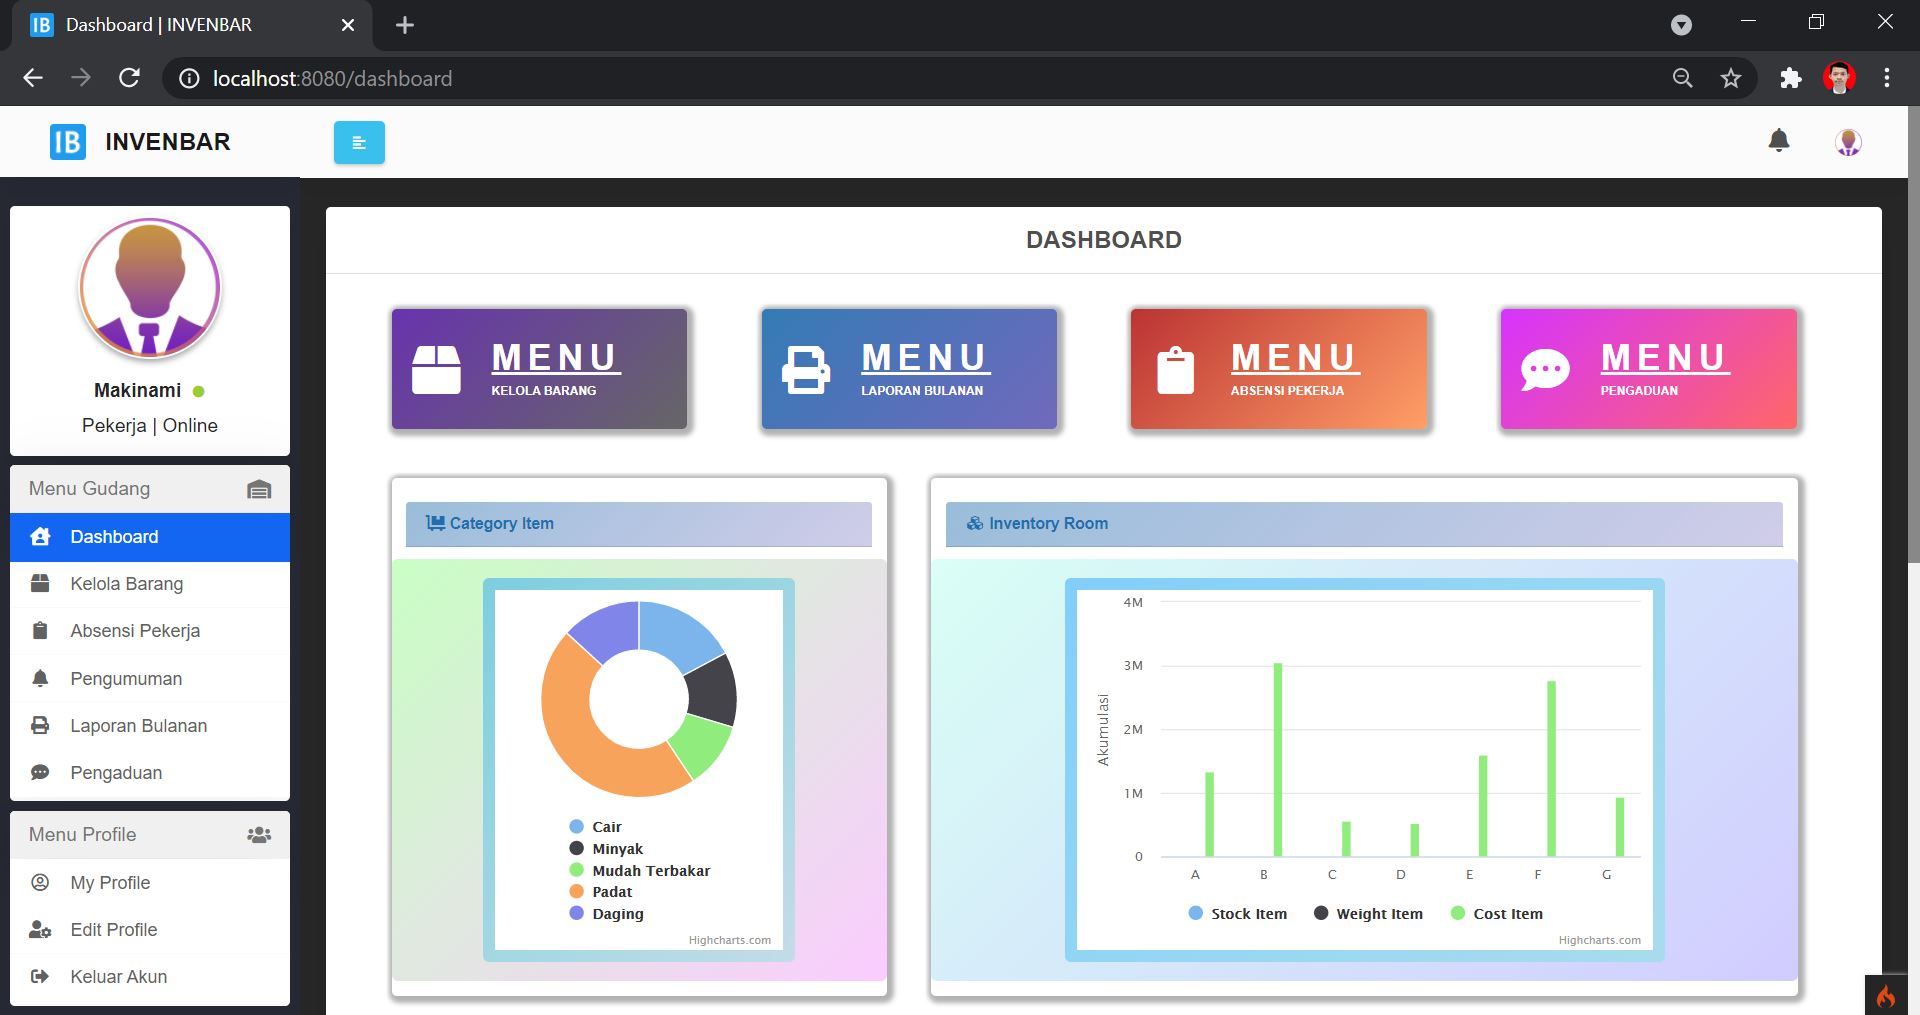 Dashboard | INVENBAR
localhost:8080/dashboard
IB INVENBAR
DASHBOARD
MENU
KELOLA BARANG
MENU
LAPORAN BULANAN
MENU
ABSENSI PEKERJA
MENU
PENGADUAN
Makinami
Pekerja | Online
Menu Gudang
Dashboard
Kelola Barang
Absensi Pekerja
Pengumuman
Laporan Bulanan
Pengaduan
Menu Profile
My Profile
Edit Profile
Keluar Akun
Category Item
Cair
Minyak
Mudah Terbakar
Padat
Daging
Highcharts.com
Inventory Room
Akumulasi
4M
3M
2M
1M
0
A B C D E F G
Stock Item Weight Item Cost Item
Highcharts.com